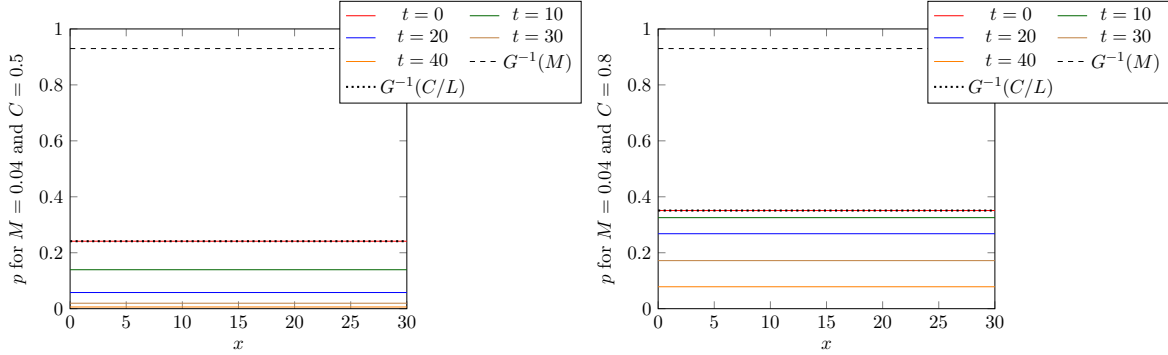 t = 0 t = 10
t = 20 t = 30
t = 40 G⁻¹(M)
G⁻¹(C/L)
1
0.8
0.6
0.4
0.2
0
p for M = 0.04 and C = 0.5
0 5 10 15 20 25 30
x
t = 0 t = 10
t = 20 t = 30
t = 40 G⁻¹(M)
G⁻¹(C/L)
1
0.8
0.6
0.4
0.2
0
p for M = 0.04 and C = 0.8
0 5 10 15 20 25 30
x